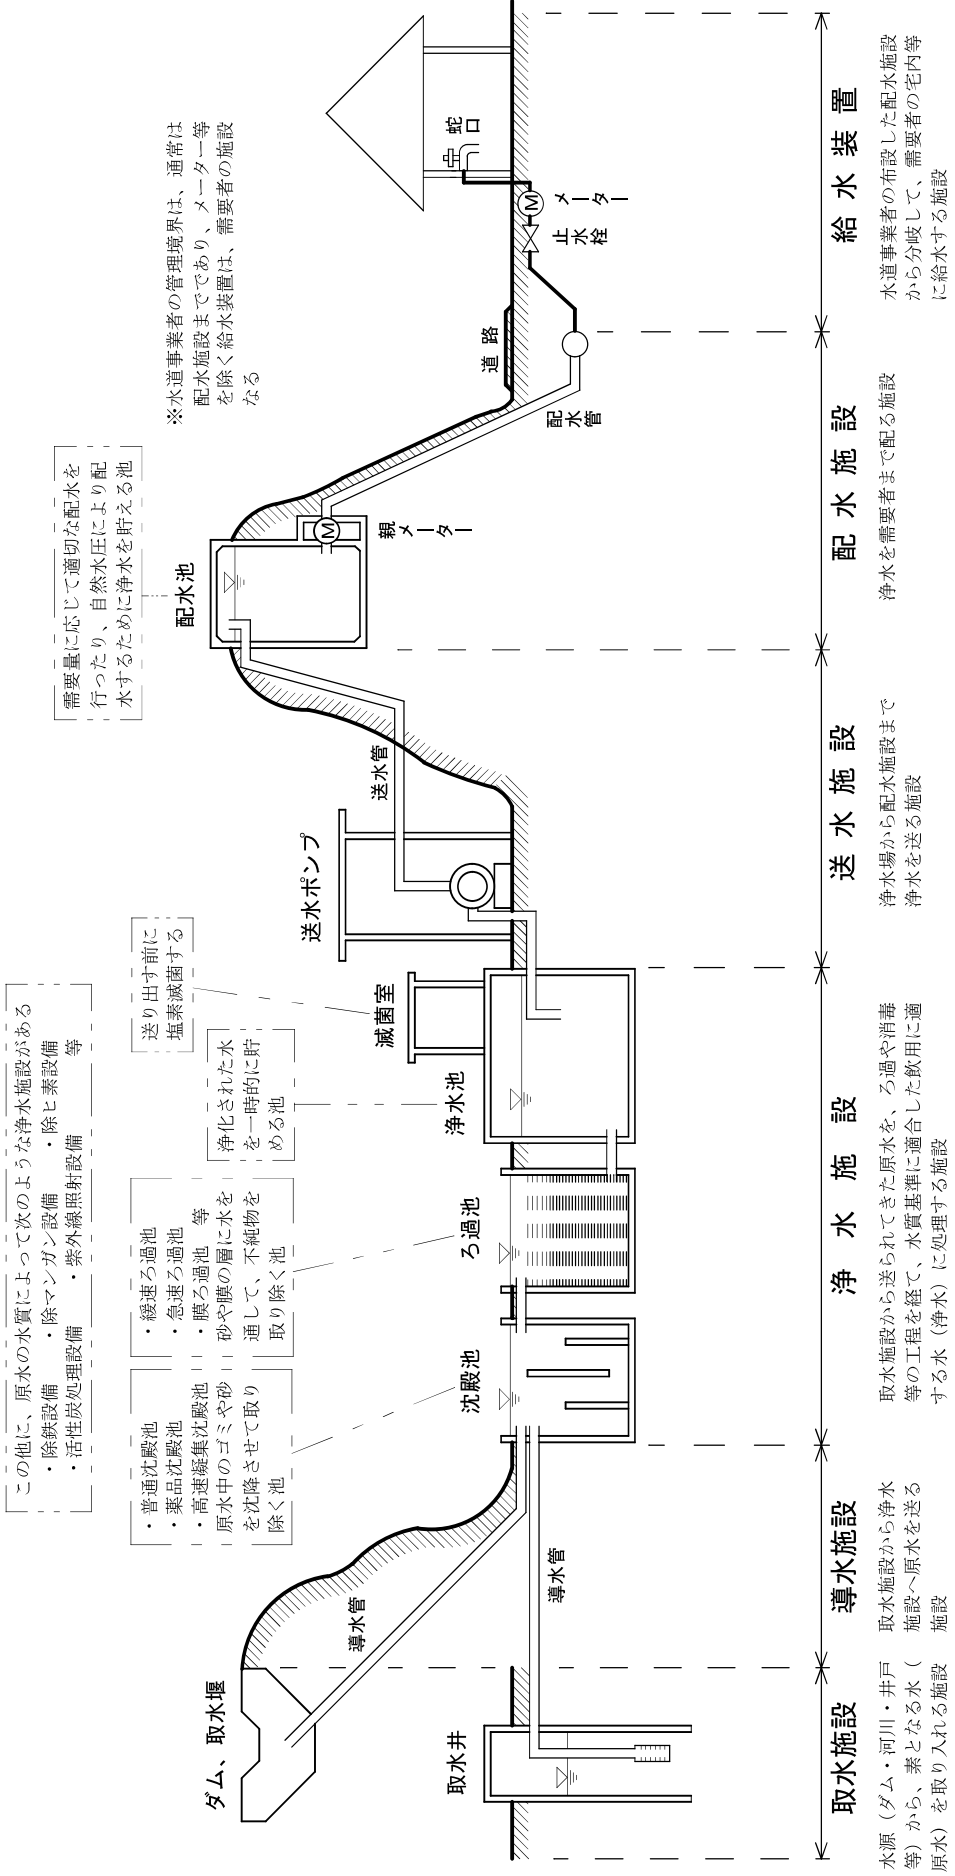 この他に、原水の水質によって次のような浄水施設がある
・除鉄設備　・除マンガン設備　・除ヒ素設備
・活性炭処理設備　・紫外線照射設備　等
・普通沈殿池
・薬品沈殿池
・高速凝集沈殿池
原水中のゴミや砂
を沈降させて取り
除く池
・緩速ろ過池
・急速ろ過池
・膜ろ過池　等
砂や膜の層に水を
通して、不純物を
取り除く池
浄化された水
を一時的に貯
める池
送り出す前に
塩素滅菌する
需要量に応じて適切な配水を
行ったり、自然水圧により配
水するために浄水を貯える池
※水道事業者の管理境界は、通常は
配水施設までであり、メーター等
を除く給水装置は、需要者の施設
なる
ダム、取水堰
取水井
導水管
導水管
沈殿池
ろ過池
浄水池
滅菌室
送水ポンプ
送水管
配水池
親メーター
M
配水管
道路
止水栓
メーター
M
蛇口
取水施設
水源（ダム・河川・井戸
等）から、素となる水（
原水）を取り入れる施設
導水施設
取水施設から浄水
施設へ原水を送る
施設
浄水施設
取水施設から送られてきた原水を、ろ過や消毒
等の工程を経て、水質基準に適合した飲用に適
する水（浄水）に処理する施設
送水施設
浄水場から配水施設まで
浄水を送る施設
配水施設
浄水を需要者まで配る施設
給水装置
水道事業者の布設した配水施設
から分岐して、需要者の宅内等
に給水する施設